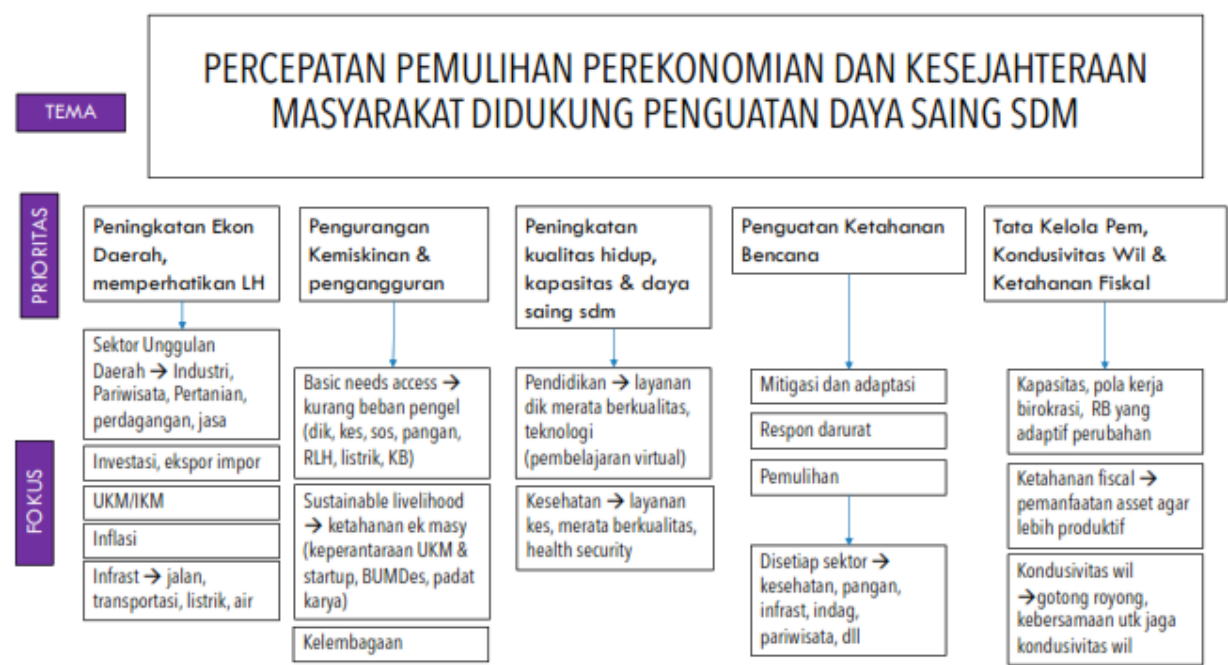 TEMA
PERCEPATAN PEMULIHAN PEREKONOMIAN DAN KESEJAHTERAAN
MASYARAKAT DIDUKUNG PENGUATAN DAYA SAING SDM
PRIORITAS
Peningkatan Ekon
Daerah,
memperhatikan LH
Pengurangan
Kemiskinan &
pengangguran
Peningkatan
kualitas hidup,
kapasitas & daya
saing sdm
Penguatan Ketahanan
Bencana
Tata Kelola Pem,
Kondusivitas Wil &
Ketahanan Fiskal
FOKUS
Sektor Unggulan
Daerah → Industri,
Pariwisata, Pertanian,
perdagangan, jasa
Investasi, ekspor impor
UKM/IKM
Inflasi
Infrast → jalan,
transportasi, listrik, air
Basic needs access →
kurang beban pengel
(dik, kes, sos, pangan,
RLH, listrik, KB)
Sustainable livelihood
→ ketahanan ek masy
(keperantaraan UKM &
startup, BUMDes, padat
karya)
Kelembagaan
Pendidikan → layanan
dik merata berkualitas,
teknologi
(pembelajaran virtual)
Kesehatan → layanan
kes, merata berkualitas,
health security
Mitigasi dan adaptasi
Respon darurat
Pemulihan
Disetiap sektor →
kesehatan, pangan,
infrast, indag,
pariwisata, dll
Kapasitas, pola kerja
birokrasi, RB yang
adaptif perubahan
Ketahanan fiscal →
pemanfaatan asset agar
lebih produktif
Kondusivitas wil
→gotong royong,
kebersamaan utk jaga
kondusivitas wil